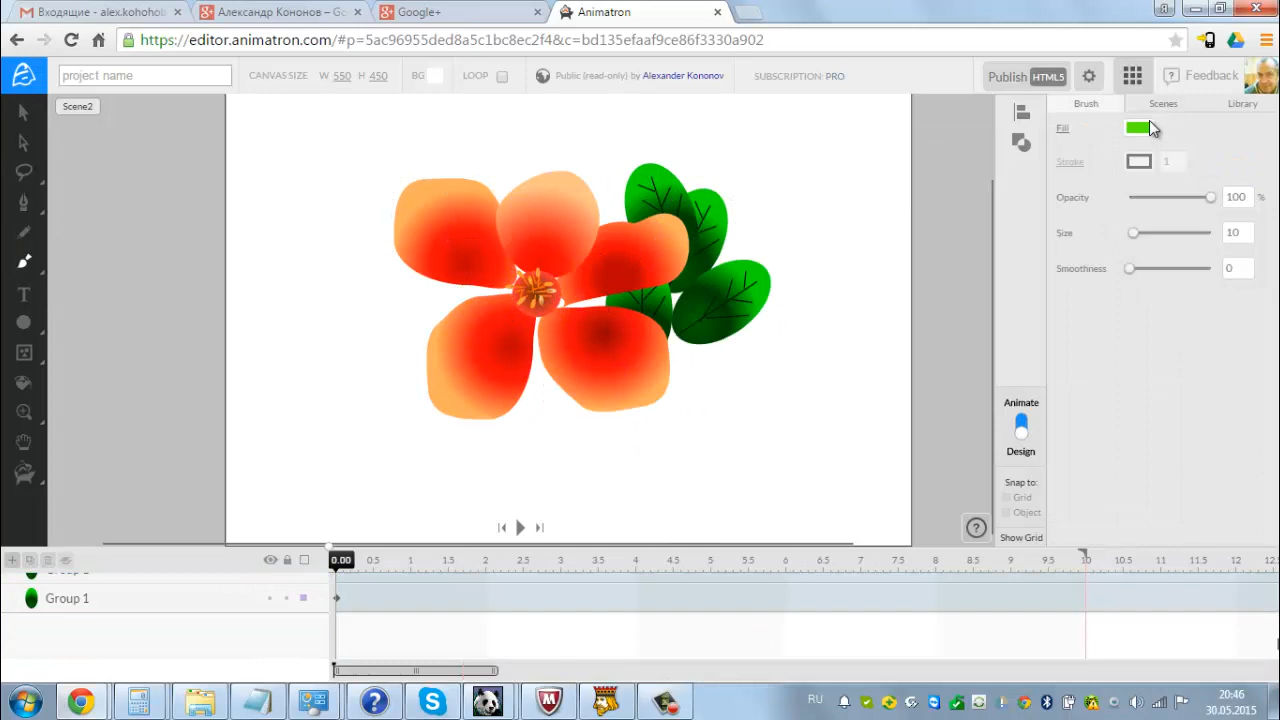 Входящие - alex.kohoholo
Александр Кононов – Go
Google+
Animatron
https://editor.animatron.com/#p=5ac96955ded8a5c1bc8ec2f4&c=bd135efaaf9ce86f3330a902
project name
CANVAS SIZE W 550 H 450
BG
LOOP
Public (read-only) by Alexander Kononov
SUBSCRIPTION: PRO
Publish HTML5
Feedback
Scene2
Brush Scenes Library
Fill
Stroke 1
Opacity 100 %
Size 10
Smoothness 0
Animate
Design
Snap to:
Grid
Object
Show Grid
?
0.00 0.5 1 1.5 2 2.5 3 3.5 4 4.5 5 5.5 6 6.5 7 7.5 8 8.5 9 9.5 10 10.5 11 11.5 12 12.5
Group 1
RU
20:46
30.05.2015